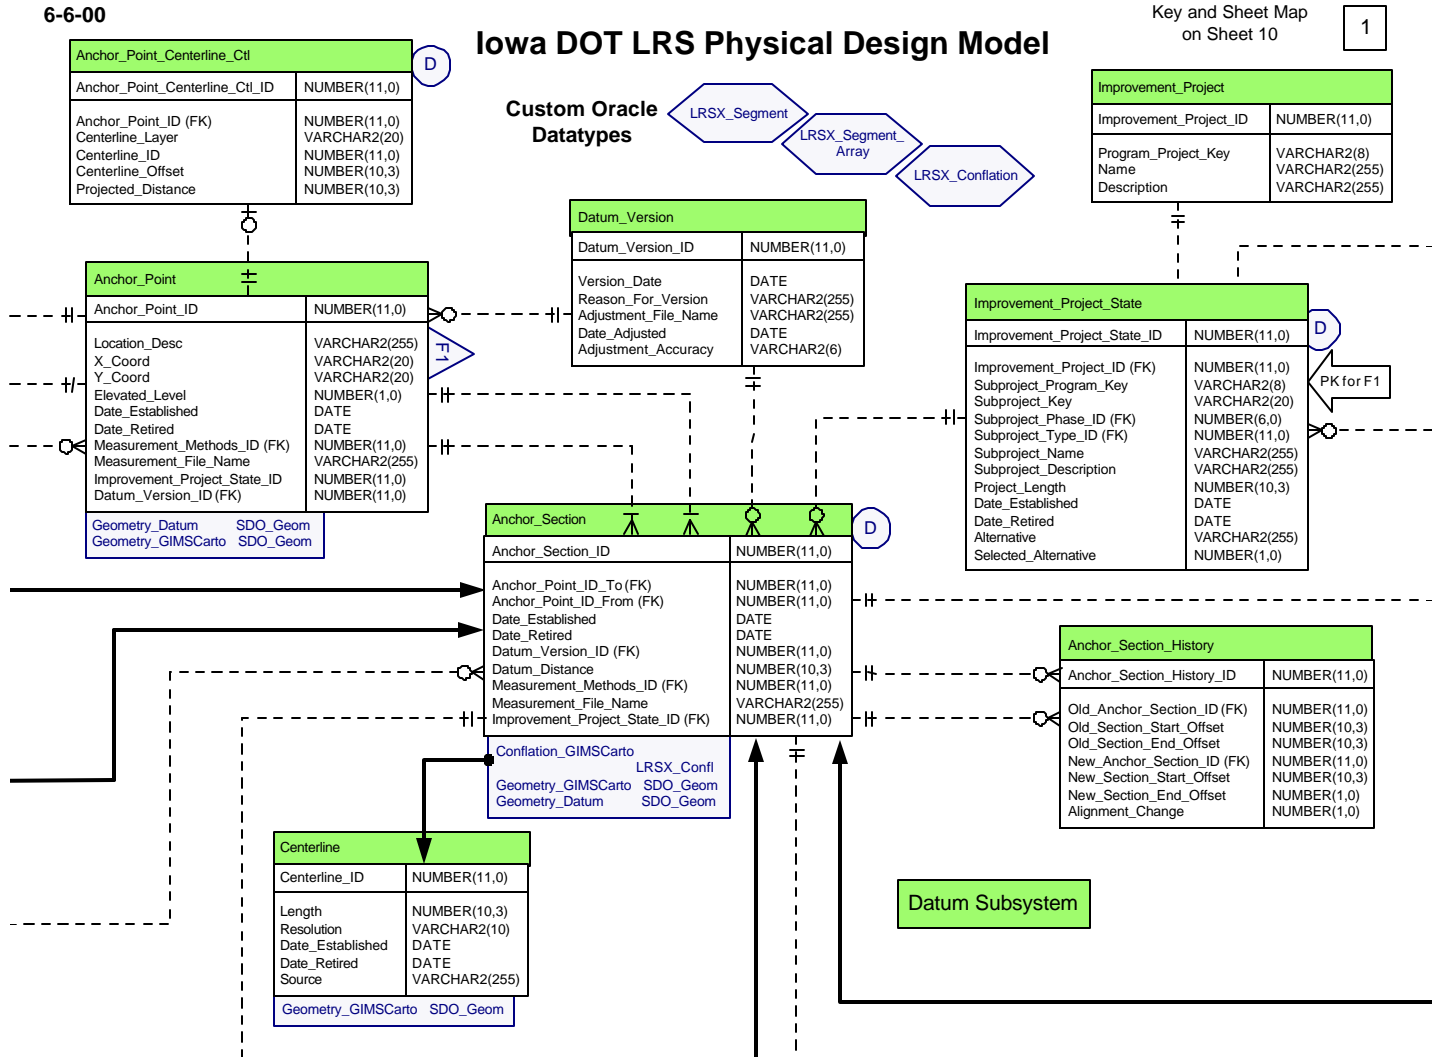 6-6-00
Iowa DOT LRS Physical Design Model
Key and Sheet Map
on Sheet 10
1
Anchor_Point_Centerline_Ctl
D
Anchor_Point_Centerline_Ctl_ID NUMBER(11,0)
Anchor_Point_ID (FK) NUMBER(11,0)
Centerline_Layer VARCHAR2(20)
Centerline_ID NUMBER(11,0)
Centerline_Offset NUMBER(10,3)
Projected_Distance NUMBER(10,3)
Custom Oracle
Datatypes
LRSX_Segment
LRSX_Segment_
Array
LRSX_Conflation
Improvement_Project
Improvement_Project_ID NUMBER(11,0)
Program_Project_Key VARCHAR2(8)
Name VARCHAR2(255)
Description VARCHAR2(255)
Datum_Version
Datum_Version_ID NUMBER(11,0)
Version_Date DATE
Reason_For_Version VARCHAR2(255)
Adjustment_File_Name VARCHAR2(255)
Date_Adjusted DATE
Adjustment_Accuracy VARCHAR2(6)
Anchor_Point
Anchor_Point_ID NUMBER(11,0)
Location_Desc VARCHAR2(255)
X_Coord VARCHAR2(20)
Y_Coord VARCHAR2(20)
Elevated_Level NUMBER(1,0)
Date_Established DATE
Date_Retired DATE
Measurement_Methods_ID (FK) NUMBER(11,0)
Measurement_File_Name VARCHAR2(255)
Improvement_Project_State_ID NUMBER(11,0)
Datum_Version_ID (FK) NUMBER(11,0)
Geometry_Datum SDO_Geom
Geometry_GIMSCarto SDO_Geom
F1
Improvement_Project_State
D
Improvement_Project_State_ID NUMBER(11,0)
Improvement_Project_ID (FK) NUMBER(11,0)
Subproject_Program_Key VARCHAR2(8)
Subproject_Key VARCHAR2(20)
Subproject_Phase_ID (FK) NUMBER(6,0)
Subproject_Type_ID (FK) NUMBER(11,0)
Subproject_Name VARCHAR2(255)
Subproject_Description VARCHAR2(255)
Project_Length NUMBER(10,3)
Date_Established DATE
Date_Retired DATE
Alternative VARCHAR2(255)
Selected_Alternative NUMBER(1,0)
PK for F1
Anchor_Section
D
Anchor_Section_ID NUMBER(11,0)
Anchor_Point_ID_To (FK) NUMBER(11,0)
Anchor_Point_ID_From (FK) NUMBER(11,0)
Date_Established DATE
Date_Retired DATE
Datum_Version_ID (FK) NUMBER(11,0)
Datum_Distance NUMBER(10,3)
Measurement_Methods_ID (FK) NUMBER(11,0)
Measurement_File_Name VARCHAR2(255)
Improvement_Project_State_ID (FK) NUMBER(11,0)
Conflation_GIMSCarto
LRSX_Confl
Geometry_GIMSCarto SDO_Geom
Geometry_Datum SDO_Geom
Anchor_Section_History
Anchor_Section_History_ID NUMBER(11,0)
Old_Anchor_Section_ID (FK) NUMBER(11,0)
Old_Section_Start_Offset NUMBER(10,3)
Old_Section_End_Offset NUMBER(10,3)
New_Anchor_Section_ID (FK) NUMBER(11,0)
New_Section_Start_Offset NUMBER(10,3)
New_Section_End_Offset NUMBER(1,0)
Alignment_Change NUMBER(1,0)
Centerline
Centerline_ID NUMBER(11,0)
Length NUMBER(10,3)
Resolution VARCHAR2(10)
Date_Established DATE
Date_Retired DATE
Source VARCHAR2(255)
Geometry_GIMSCarto SDO_Geom
Datum Subsystem